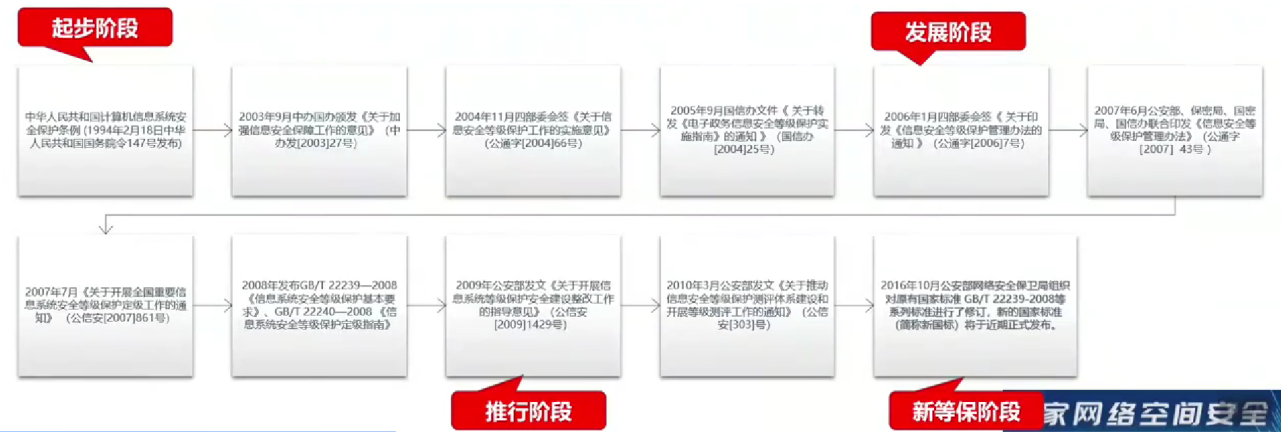 起步阶段
发展阶段
中华人民共和国计算机信息系统安
全保护条例 (1994年2月18日中华
人民共和国国务院令147号发布)
2003年9月中办国办颁发《关于加
强信息安全保障工作的意见》（中
办发[2003]27号）
2004年11月四部委会签《关于信
息安全等级保护工作的实施意见》
（公通字[2004]66号）
2005年9月国信办文件《 关于转
发《电子政务信息安全等级保护实
施指南》的通知 》（国信办
[2004]25号）
2006年1月四部委会签《 关于印
发《信息安全等级保护管理办法的
通知 》（公通字[2006]7号）
2007年6月公安部、保密局、国密
局、国信办联合印发《信息安全等
级保护管理办法》（公通字
[2007] 43号 ）
2007年7月《关于开展全国重要信
息系统安全等级保护定级工作的通
知》 （公信安[2007]861号）
2008年发布GB/T 22239—2008
《信息系统安全等级保护基本要
求》、GB/T 22240—2008 《信
息系统安全等级保护定级指南》
2009年公安部发文《关于开展信
息系统等级保护安全建设整改工作
的指导意见》（公信安
[2009]1429号）
2010年3月公安部发文《关于推动
信息安全等级保护测评体系建设和
开展等级测评工作的通知》（公信
安[303]号）
2016年10月公安部网络安全保卫局组织
对原有国家标准 GB/T 22239-2008等
系列标准进行了修订，新的国家标准
（简称新国标）将于近期正式发布。
推行阶段
新等保阶段
家网络空间安全